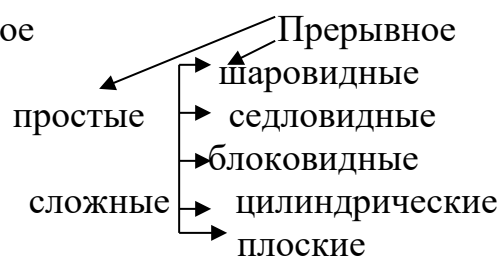 ое Прерывное
шаровидные
простые седловидные
блоковидные
сложные цилиндрические
плоские